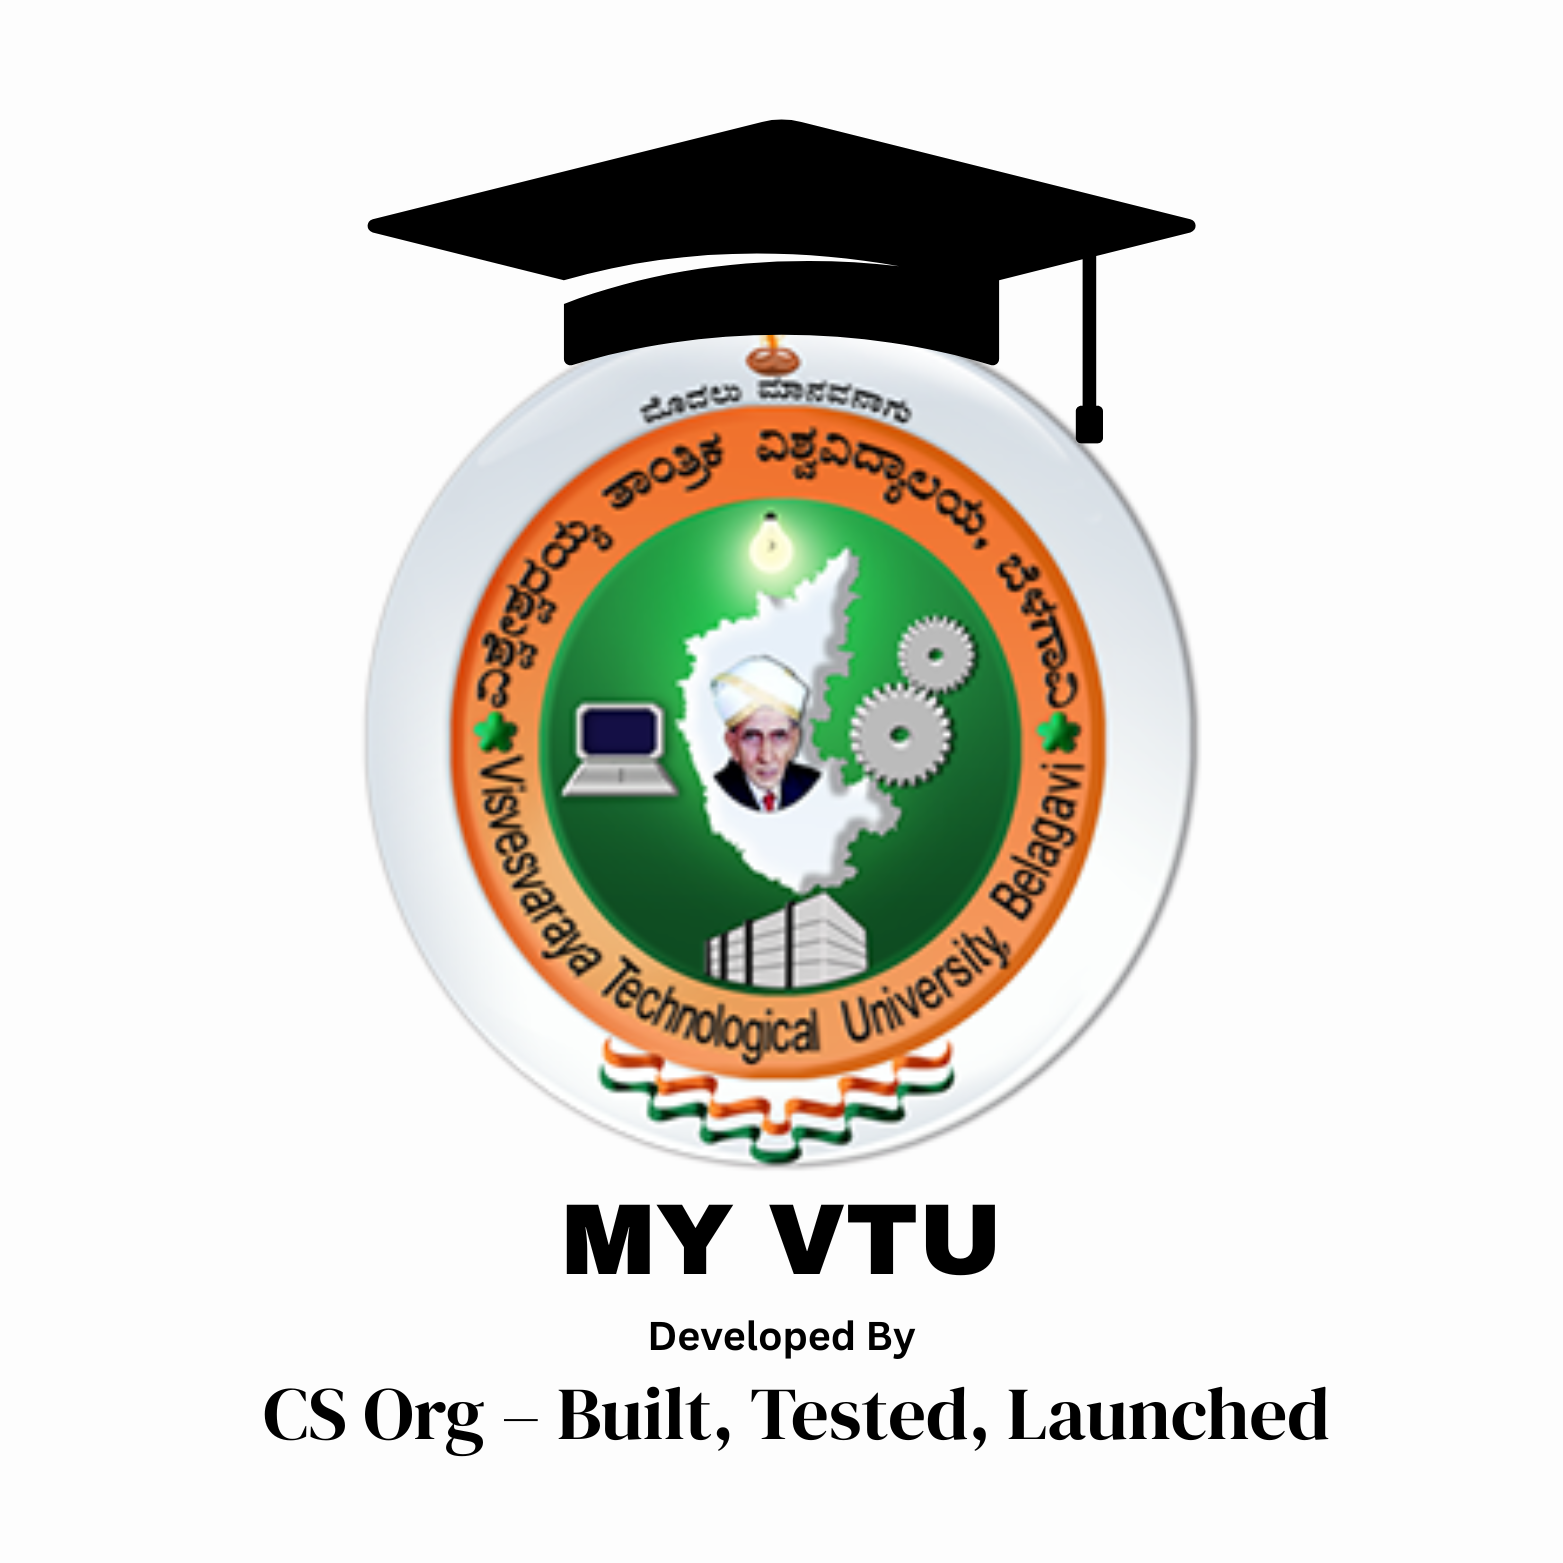 ಮೊದಲು ಮಾನವನಾಗು
ವಿಶ್ವೇಶ್ವರಯ್ಯ ತಾಂತ್ರಿಕ ವಿಶ್ವವಿದ್ಯಾಲಯ, ಬೆಳಗಾವಿ
Visvesvaraya Technological University, Belagavi
MY VTU
Developed By
CS Org – Built, Tested, Launched